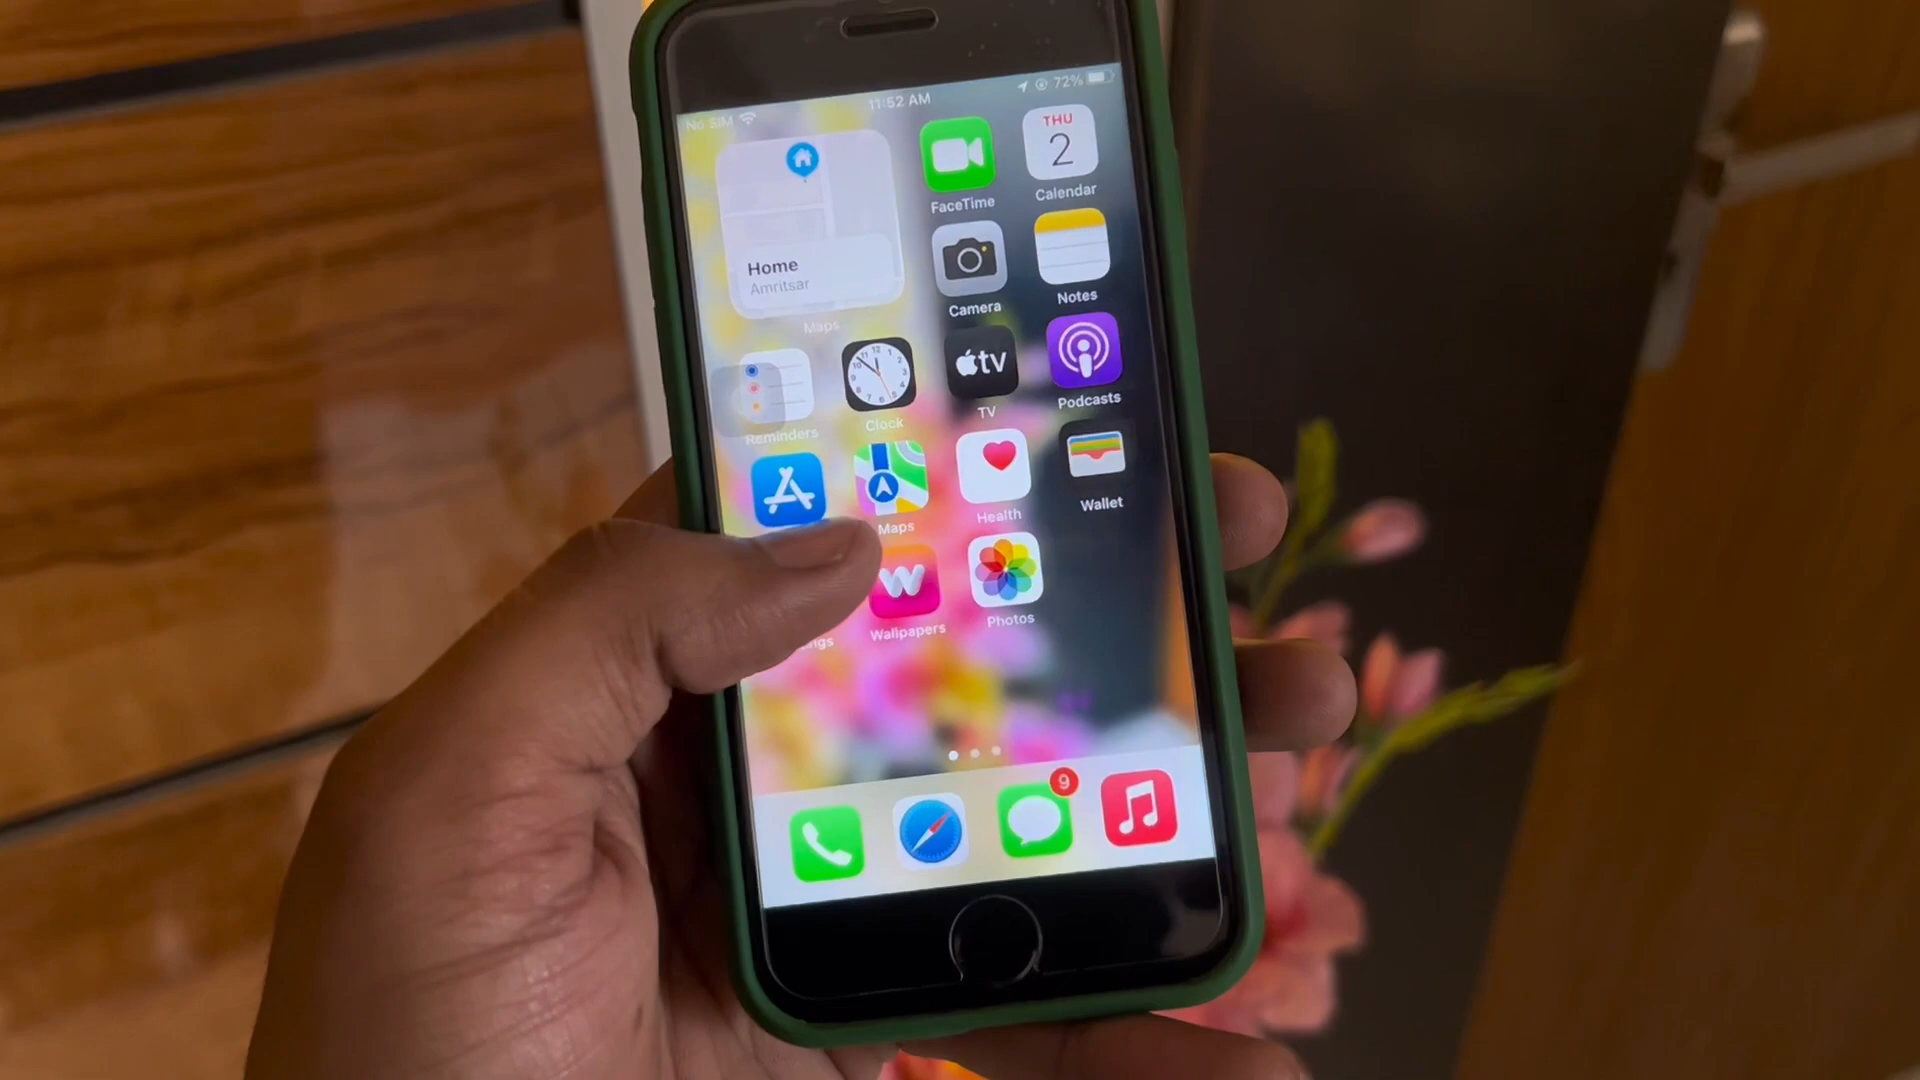 No SIM
11:52 AM
72%
Home
Amritsar
Maps
FaceTime
THU
2
Calendar
Camera
Notes
Reminders
Clock
tv
TV
Podcasts
Maps
Health
Wallet
ngs
W
Wallpapers
Photos
9